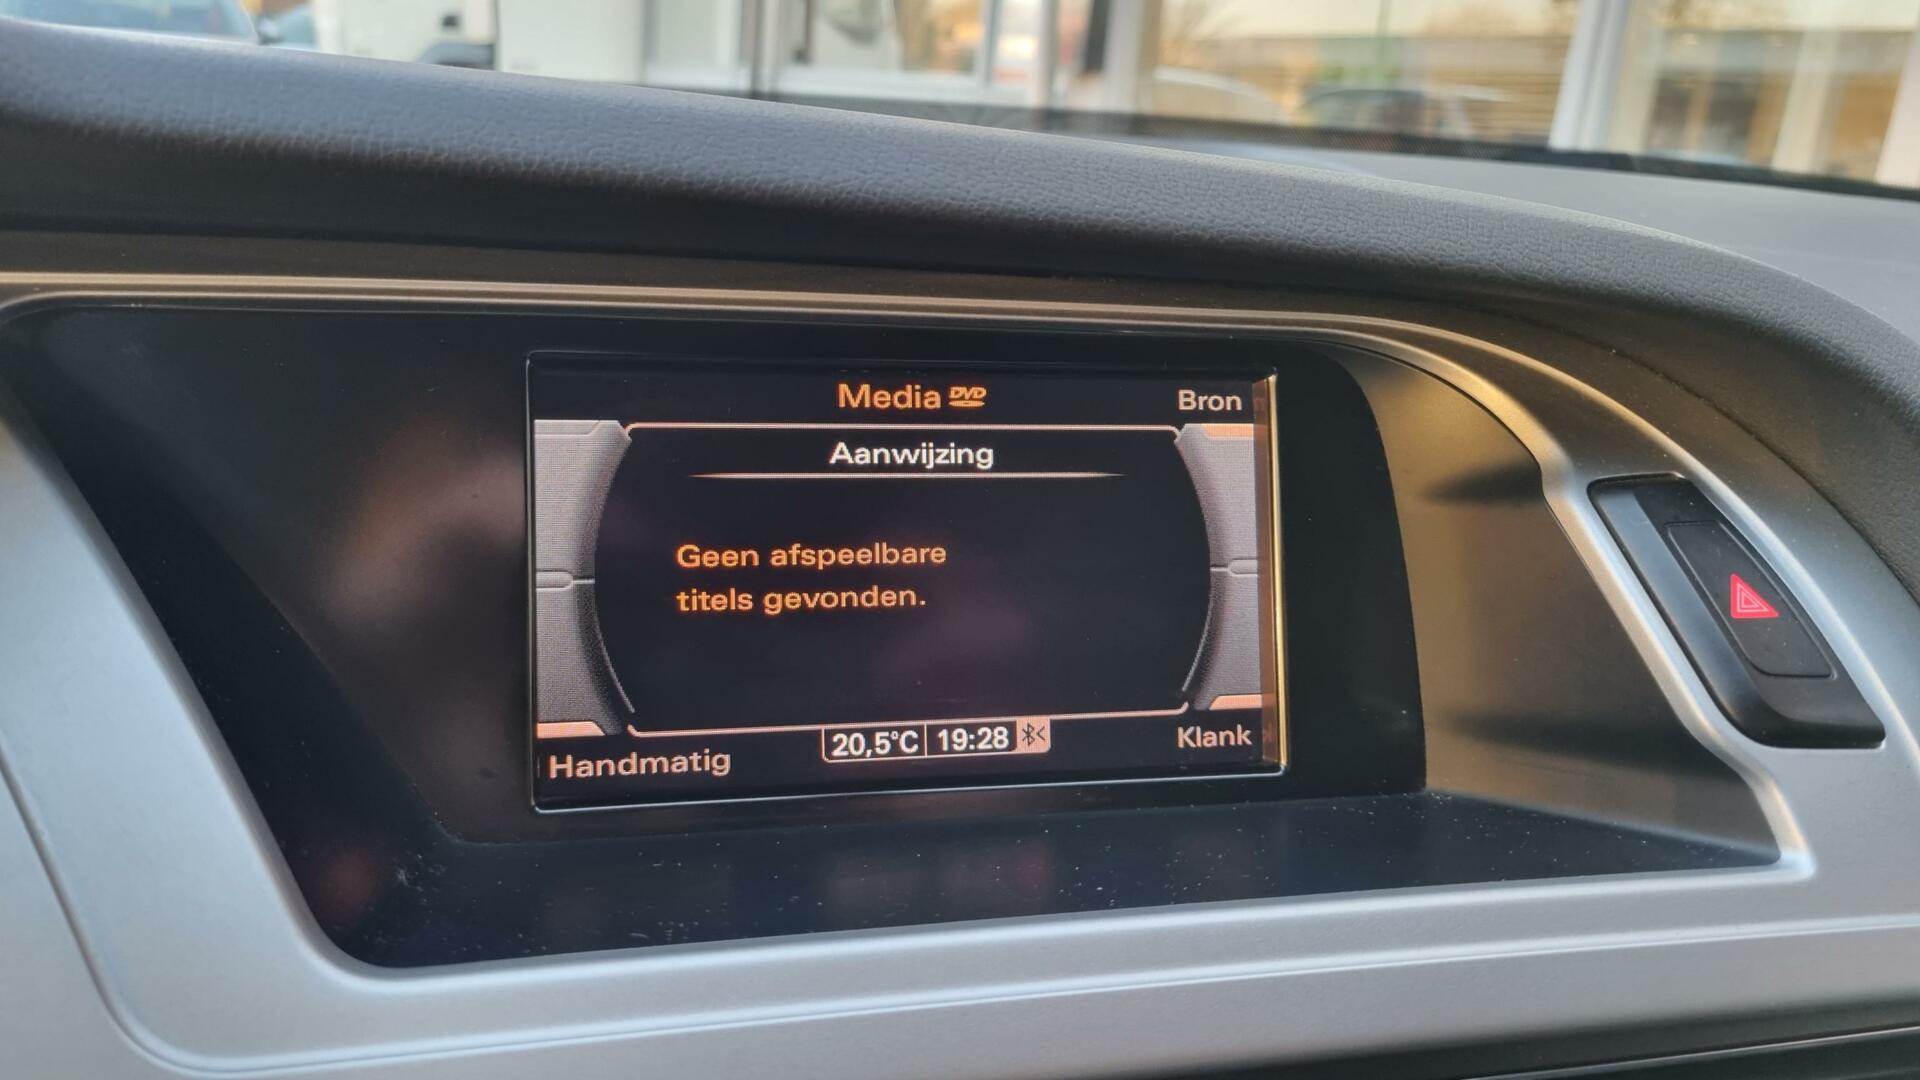 Media DVD
Bron
Aanwijzing
Geen afspeelbare
titels gevonden.
Handmatig
20,5°C 19:28
Klank